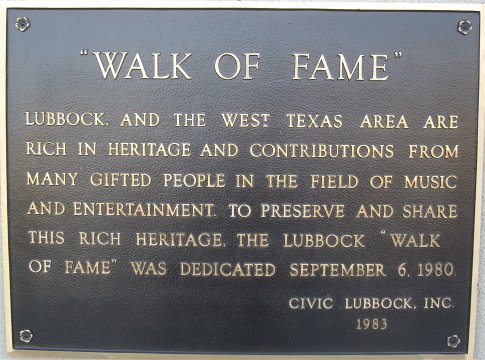 "WALK OF FAME"
LUBBOCK, AND THE WEST TEXAS AREA ARE
RICH IN HERITAGE AND CONTRIBUTIONS FROM
MANY GIFTED PEOPLE IN THE FIELD OF MUSIC
AND ENTERTAINMENT. TO PRESERVE AND SHARE
THIS RICH HERITAGE, THE LUBBOCK "WALK
OF FAME" WAS DEDICATED SEPTEMBER 6, 1980.
CIVIC LUBBOCK, INC.
1983